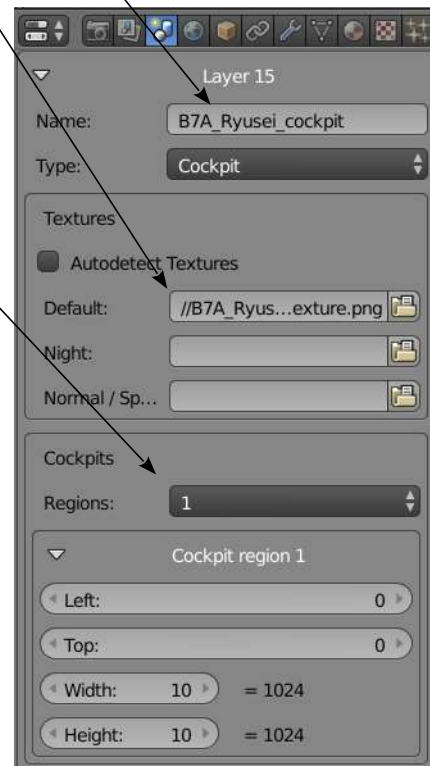 Layer 15
Name: B7A_Ryusei_cockpit
Type: Cockpit
Textures
Autodetect Textures
Default: //B7A_Ryus...exture.png
Night:
Normal / Sp...
Cockpits
Regions: 1
Cockpit region 1
Left: 0
Top: 0
Width: 10 = 1024
Height: 10 = 1024